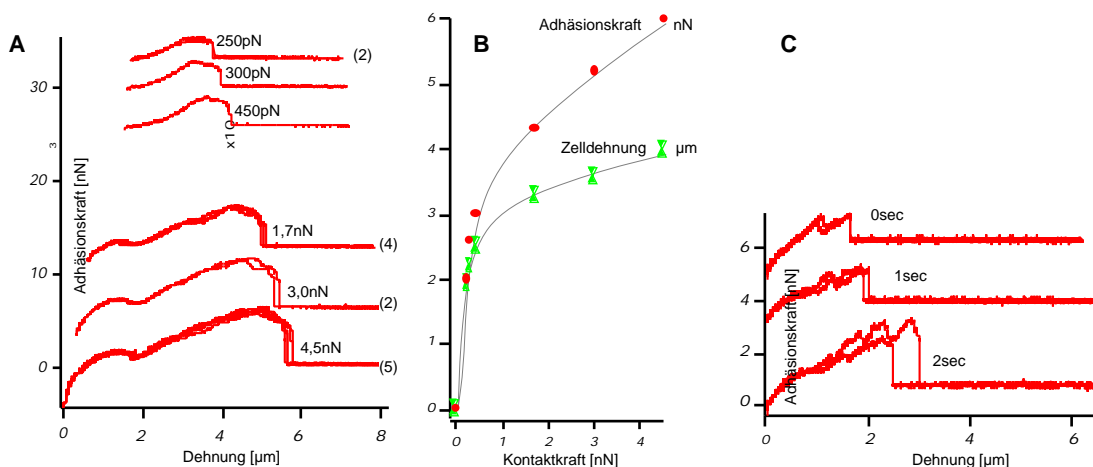 A
250pN
(2)
300pN
450pN
x10
3
30
20
10
0
Adhäsionskraft [nN]
1,7nN
(4)
3,0nN
(2)
4,5nN
(5)
0
2
4
6
8
Dehnung [µm]
B
6
5
4
3
2
1
0
Adhäsionskraft
nN
Zelldehnung
µm
0
1
2
3
4
Kontaktkraft [nN]
C
0sec
1sec
2sec
6
4
2
0
Adhäsionskraft [nN]
0
2
4
6
Dehnung [µm]